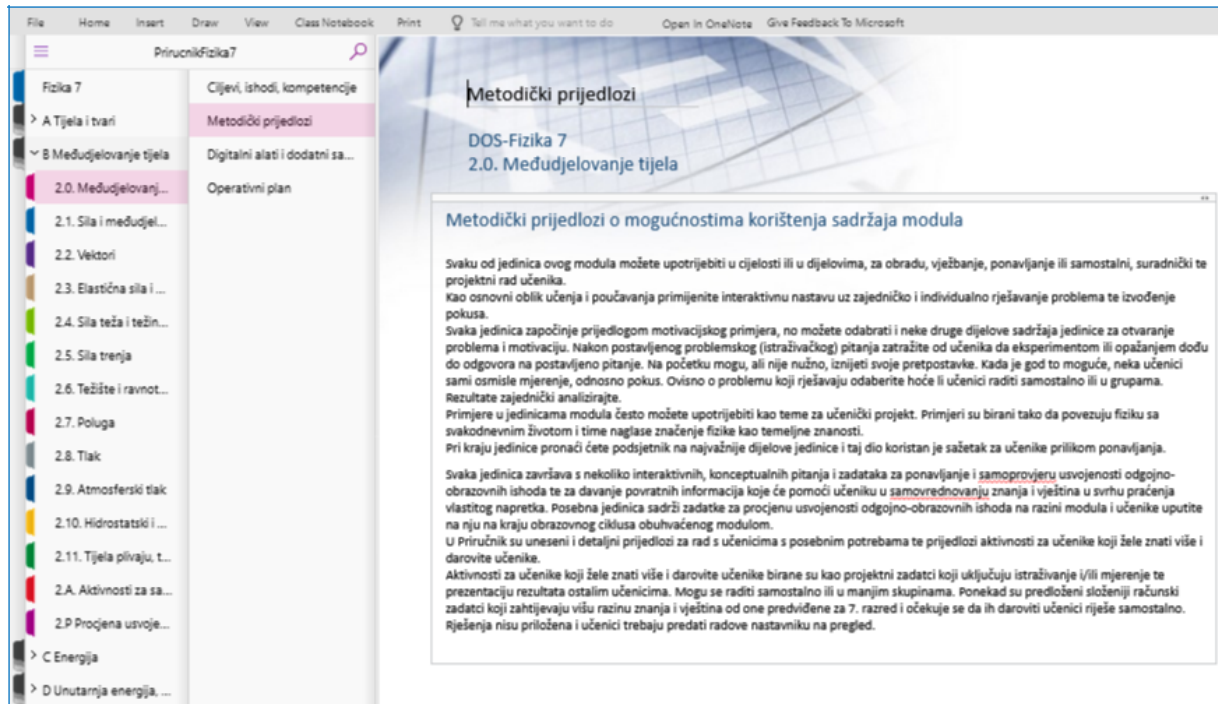 File Home Insert Draw View Class Notebook Print Tell me what you want to do Open In OneNote Give Feedback To Microsoft
PrirucnikFizika7
Fizika 7
A Tijela i tvari
B Međudjelovanje tijela
2.0. Međudjelovanj...
2.1. Sila i međudjel...
2.2. Vektori
2.3. Elastična sila i ...
2.4. Sila teža i težin...
2.5. Sila trenja
2.6. Težište i ravnot...
2.7. Poluga
2.8. Tlak
2.9. Atmosferski tlak
2.10. Hidrostatski i ...
2.11. Tijela plivaju, t...
2.A. Aktivnosti za sa...
2.P Procjena usvoje...
C Energija
D Unutarnja energija, ...
Ciljevi, ishodi, kompetencije
Metodički prijedlozi
Digitalni alati i dodatni sa...
Operativni plan
Metodički prijedlozi
DOS-Fizika 7
2.0. Međudjelovanje tijela
Metodički prijedlozi o mogućnostima korištenja sadržaja modula
Svaku od jedinica ovog modula možete upotrijebiti u cijelosti ili u dijelovima, za obradu, vježbanje, ponavljanje ili samostalni, suradnički te
projektni rad učenika.
Kao osnovni oblik učenja i poučavanja primijenite interaktivnu nastavu uz zajedničko i individualno rješavanje problema te izvođenje
pokusa.
Svaka jedinica započinje prijedlogom motivacijskog primjera, no možete odabrati i neke druge dijelove sadržaja jedinice za otvaranje
problema i motivaciju. Nakon postavljenog problemskog (istraživačkog) pitanja zatražite od učenika da eksperimentom ili opažanjem dođu
do odgovora na postavljeno pitanje. Na početku mogu, ali nije nužno, iznijeti svoje pretpostavke. Kada je god to moguće, neka učenici
sami osmisle mjerenje, odnosno pokus. Ovisno o problemu koji rješavaju odaberite hoće li učenici raditi samostalno ili u grupama.
Rezultate zajednički analizirajte.
Primjere u jedinicama modula često možete upotrijebiti kao teme za učenički projekt. Primjeri su birani tako da povezuju fiziku sa
svakodnevnim životom i time naglase značenje fizike kao temeljne znanosti.
Pri kraju jedinice pronaći ćete podsjetnik na najvažnije dijelove jedinice i taj dio koristan je sažetak za učenike prilikom ponavljanja.
Svaka jedinica završava s nekoliko interaktivnih, konceptualnih pitanja i zadataka za ponavljanje i samoprovjeru usvojenosti odgojno-
obrazovnih ishoda te za davanje povratnih informacija koje će pomoći učeniku u samovrednovanju znanja i vještina u svrhu praćenja
vlastitog napretka. Posebna jedinica sadrži zadatke za procjenu usvojenosti odgojno-obrazovnih ishoda na razini modula i učenike uputite
na nju na kraju obrazovnog ciklusa obuhvaćenog modulom.
U Priručnik su uneseni i detaljni prijedlozi za rad s učenicima s posebnim potrebama te prijedlozi aktivnosti za učenike koji žele znati više i
darovite učenike.
Aktivnosti za učenike koji žele znati više i darovite učenike birane su kao projektni zadatci koji uključuju istraživanje i/ili mjerenje te
prezentaciju rezultata ostalim učenicima. Mogu se raditi samostalno ili u manjim skupinama. Ponekad su predloženi složeniji računski
zadatci koji zahtijevaju višu razinu znanja i vještina od one predviđene za 7. razred i očekuje se da ih daroviti učenici riješe samostalno.
Rješenja nisu priložena i učenici trebaju predati radove nastavniku na pregled.